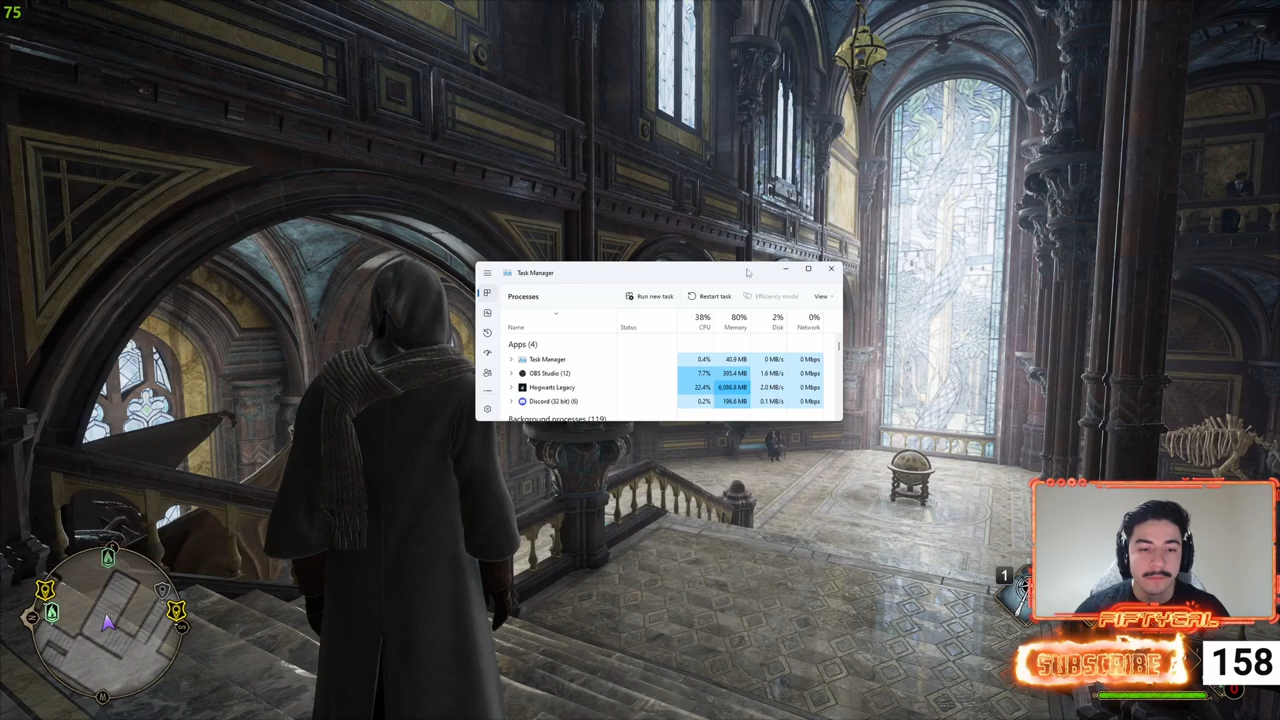 75
Task Manager
Processes
Run new task
Restart task
Efficiency mode
View
38%
80%
2%
0%
Name
Status
CPU
Memory
Disk
Network
Apps (4)
Task Manager
0.4%
40.9 MB
0 MB/s
0 Mbps
OBS Studio (12)
7.7%
395.4 MB
1.6 MB/s
0 Mbps
Hogwarts Legacy
22.4%
6,086.8 MB
2.0 MB/s
0 Mbps
Discord (32 bit) (6)
0.2%
196.6 MB
0.1 MB/s
0 Mbps
Background processes (119)
N
M
1
FIFTYCAL
SUBSCRIBE
158